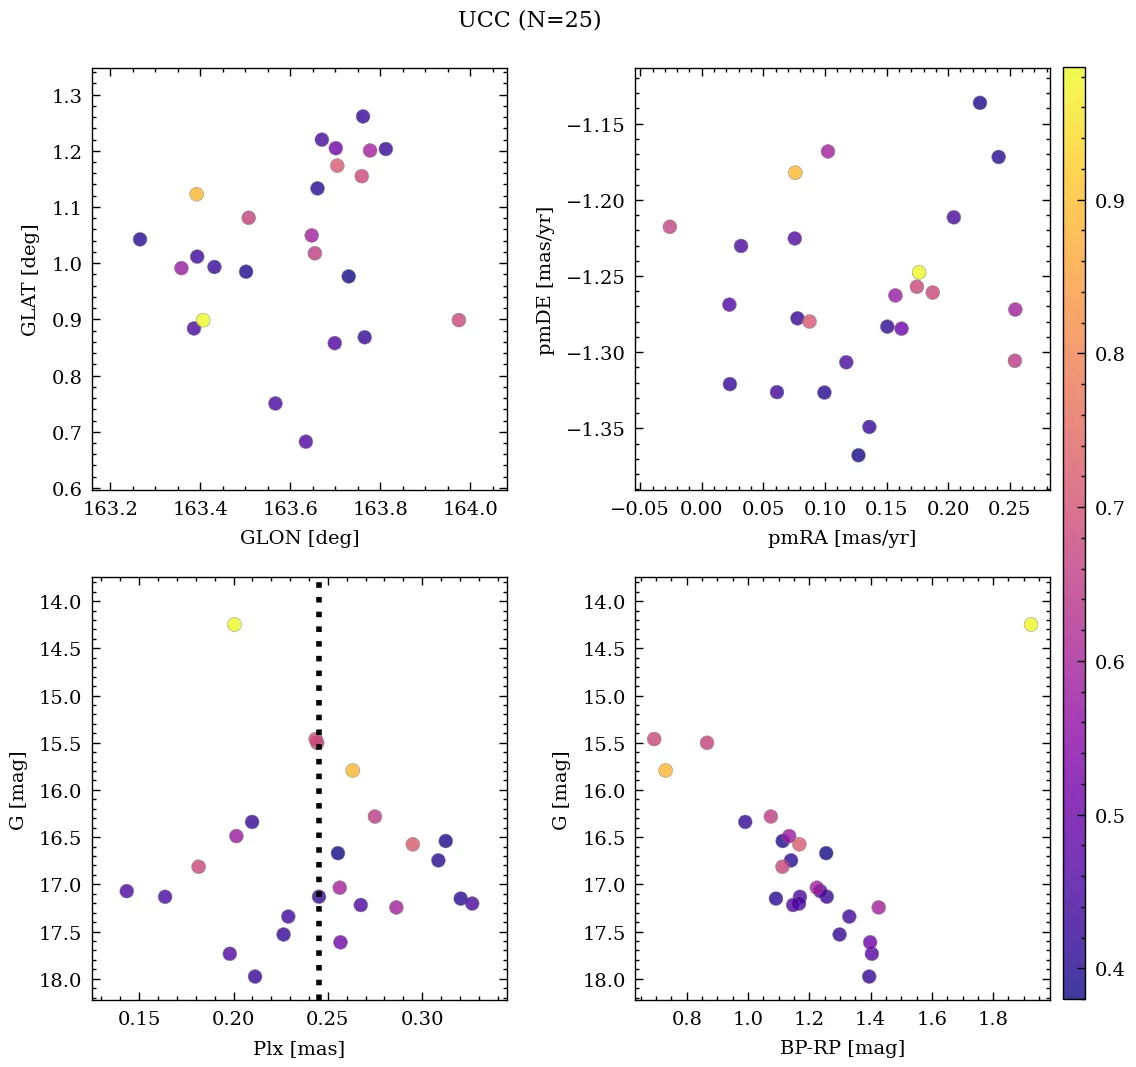 UCC (N=25)
1.3
1.2
1.1
1.0
0.9
0.8
0.7
0.6
GLAT [deg]
163.2 163.4 163.6 163.8 164.0
GLON [deg]
−1.15
−1.20
−1.25
−1.30
−1.35
pmDE [mas/yr]
−0.05 0.00 0.05 0.10 0.15 0.20 0.25
pmRA [mas/yr]
14.0
14.5
15.0
15.5
16.0
16.5
17.0
17.5
18.0
G [mag]
0.15 0.20 0.25 0.30
Plx [mas]
14.0
14.5
15.0
15.5
16.0
16.5
17.0
17.5
18.0
G [mag]
0.8 1.0 1.2 1.4 1.6 1.8
BP-RP [mag]
0.9
0.8
0.7
0.6
0.5
0.4